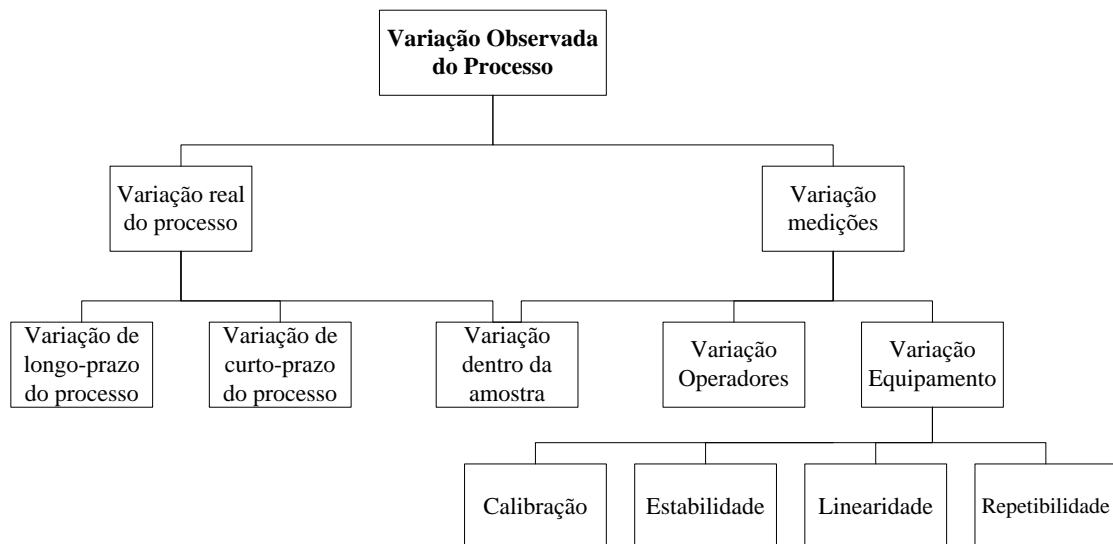 Variação Observada
do Processo
Variação real
do processo
Variação
medições
Variação de
longo-prazo
do processo
Variação de
curto-prazo
do processo
Variação
dentro da
amostra
Variação
Operadores
Variação
Equipamento
Calibração
Estabilidade
Linearidade
Repetibilidade